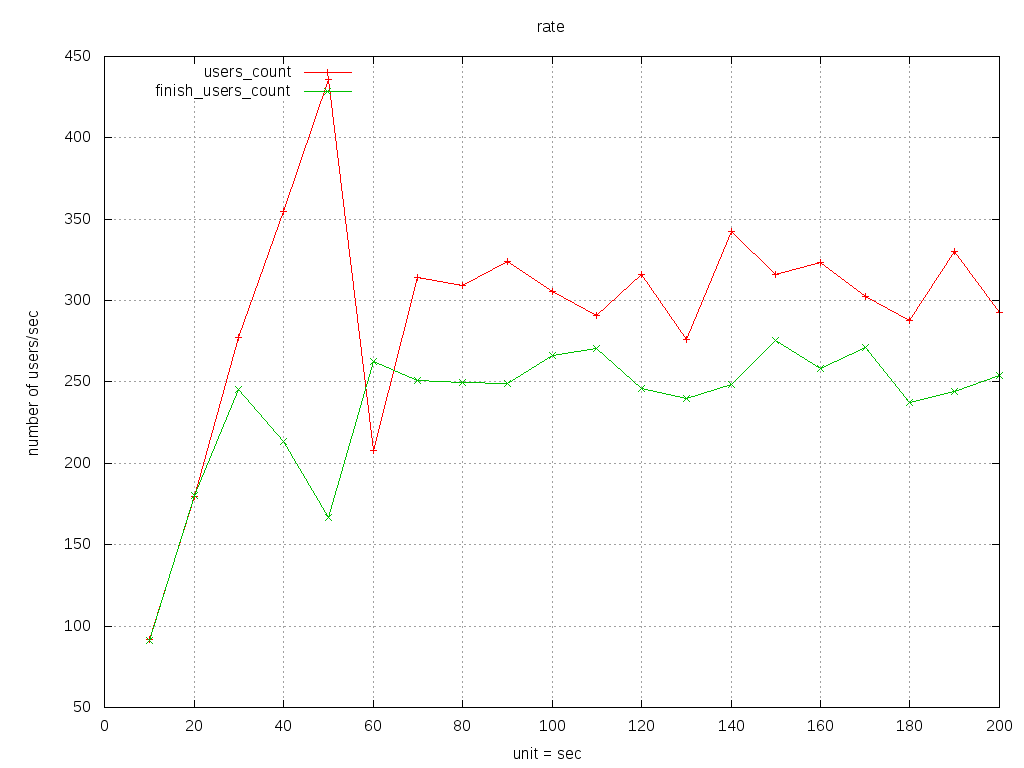 rate
450
400
350
300
250
200
150
100
50
number of users/sec
users_count
finish_users_count
0 20 40 60 80 100 120 140 160 180 200
unit = sec